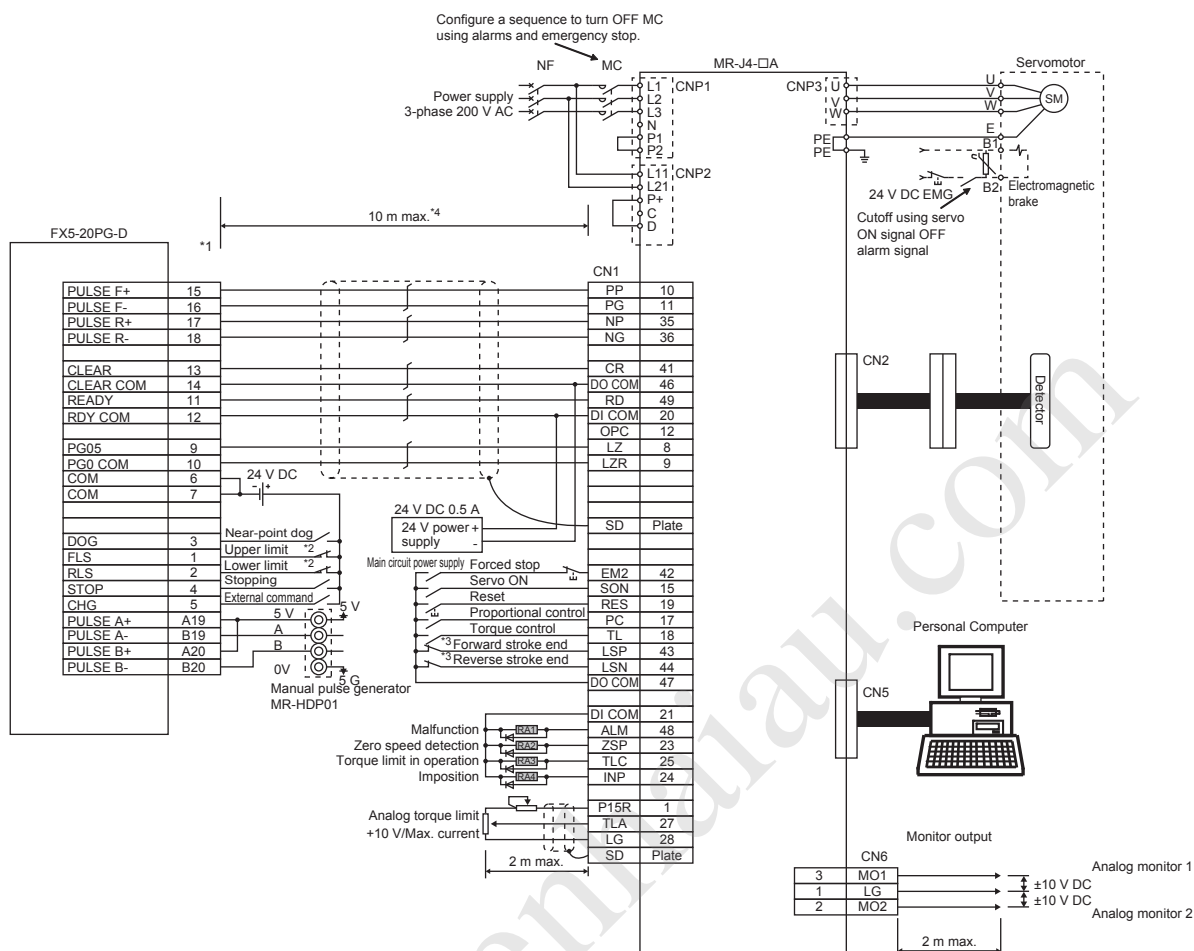 Configure a sequence to turn OFF MC
using alarms and emergency stop.
NF
MC
MR-J4-□A
Servomotor
Power supply
3-phase 200 V AC
L1
CNP1
L2
L3
N
P1
P2
L11
CNP2
L21
P+
C
D
CNP3
U
V
W
U
V
W
SM
E
PE
PE
B1
B2
24 V DC EMG
Electromagnetic
brake
Cutoff using servo
ON signal OFF
alarm signal
10 m max.*4
FX5-20PG-D
*1
CN1
PULSE F+ 15
PP 10
PULSE F- 16
PG 11
PULSE R+ 17
NP 35
PULSE R- 18
NG 36
CLEAR 13
CR 41
CLEAR COM 14
DO COM 46
READY 11
RD 49
RDY COM 12
DI COM 20
OPC 12
PG05 9
LZ 8
PG0 COM 10
LZR 9
COM 6
COM 7
24 V DC
- +
24 V DC 0.5 A
24 V power +
supply -
SD Plate
DOG 3
Near-point dog
FLS 1
Upper limit *2
RLS 2
Lower limit *2
STOP 4
Stopping
CHG 5
External command
PULSE A+ A19
5 V
5 V
PULSE A- B19
A
PULSE B+ A20
B
PULSE B- B20
0V
5 G
Manual pulse generator
MR-HDP01
Main circuit power supply
Forced stop
EM2 42
Servo ON
SON 15
Reset
RES 19
Proportional control
PC 17
Torque control
TL 18
*3 Forward stroke end
LSP 43
*3 Reverse stroke end
LSN 44
DO COM 47
DI COM 21
Malfunction
RA1
ALM 48
Zero speed detection
RA2
ZSP 23
Torque limit in operation
RA3
TLC 25
Imposition
RA4
INP 24
P15R 1
Analog torque limit
+10 V/Max. current
TLA 27
LG 28
SD Plate
2 m max.
CN2
Detector
Personal Computer
CN5
Monitor output
CN6
3 MO1
Analog monitor 1
±10 V DC
1 LG
±10 V DC
2 MO2
Analog monitor 2
2 m max.